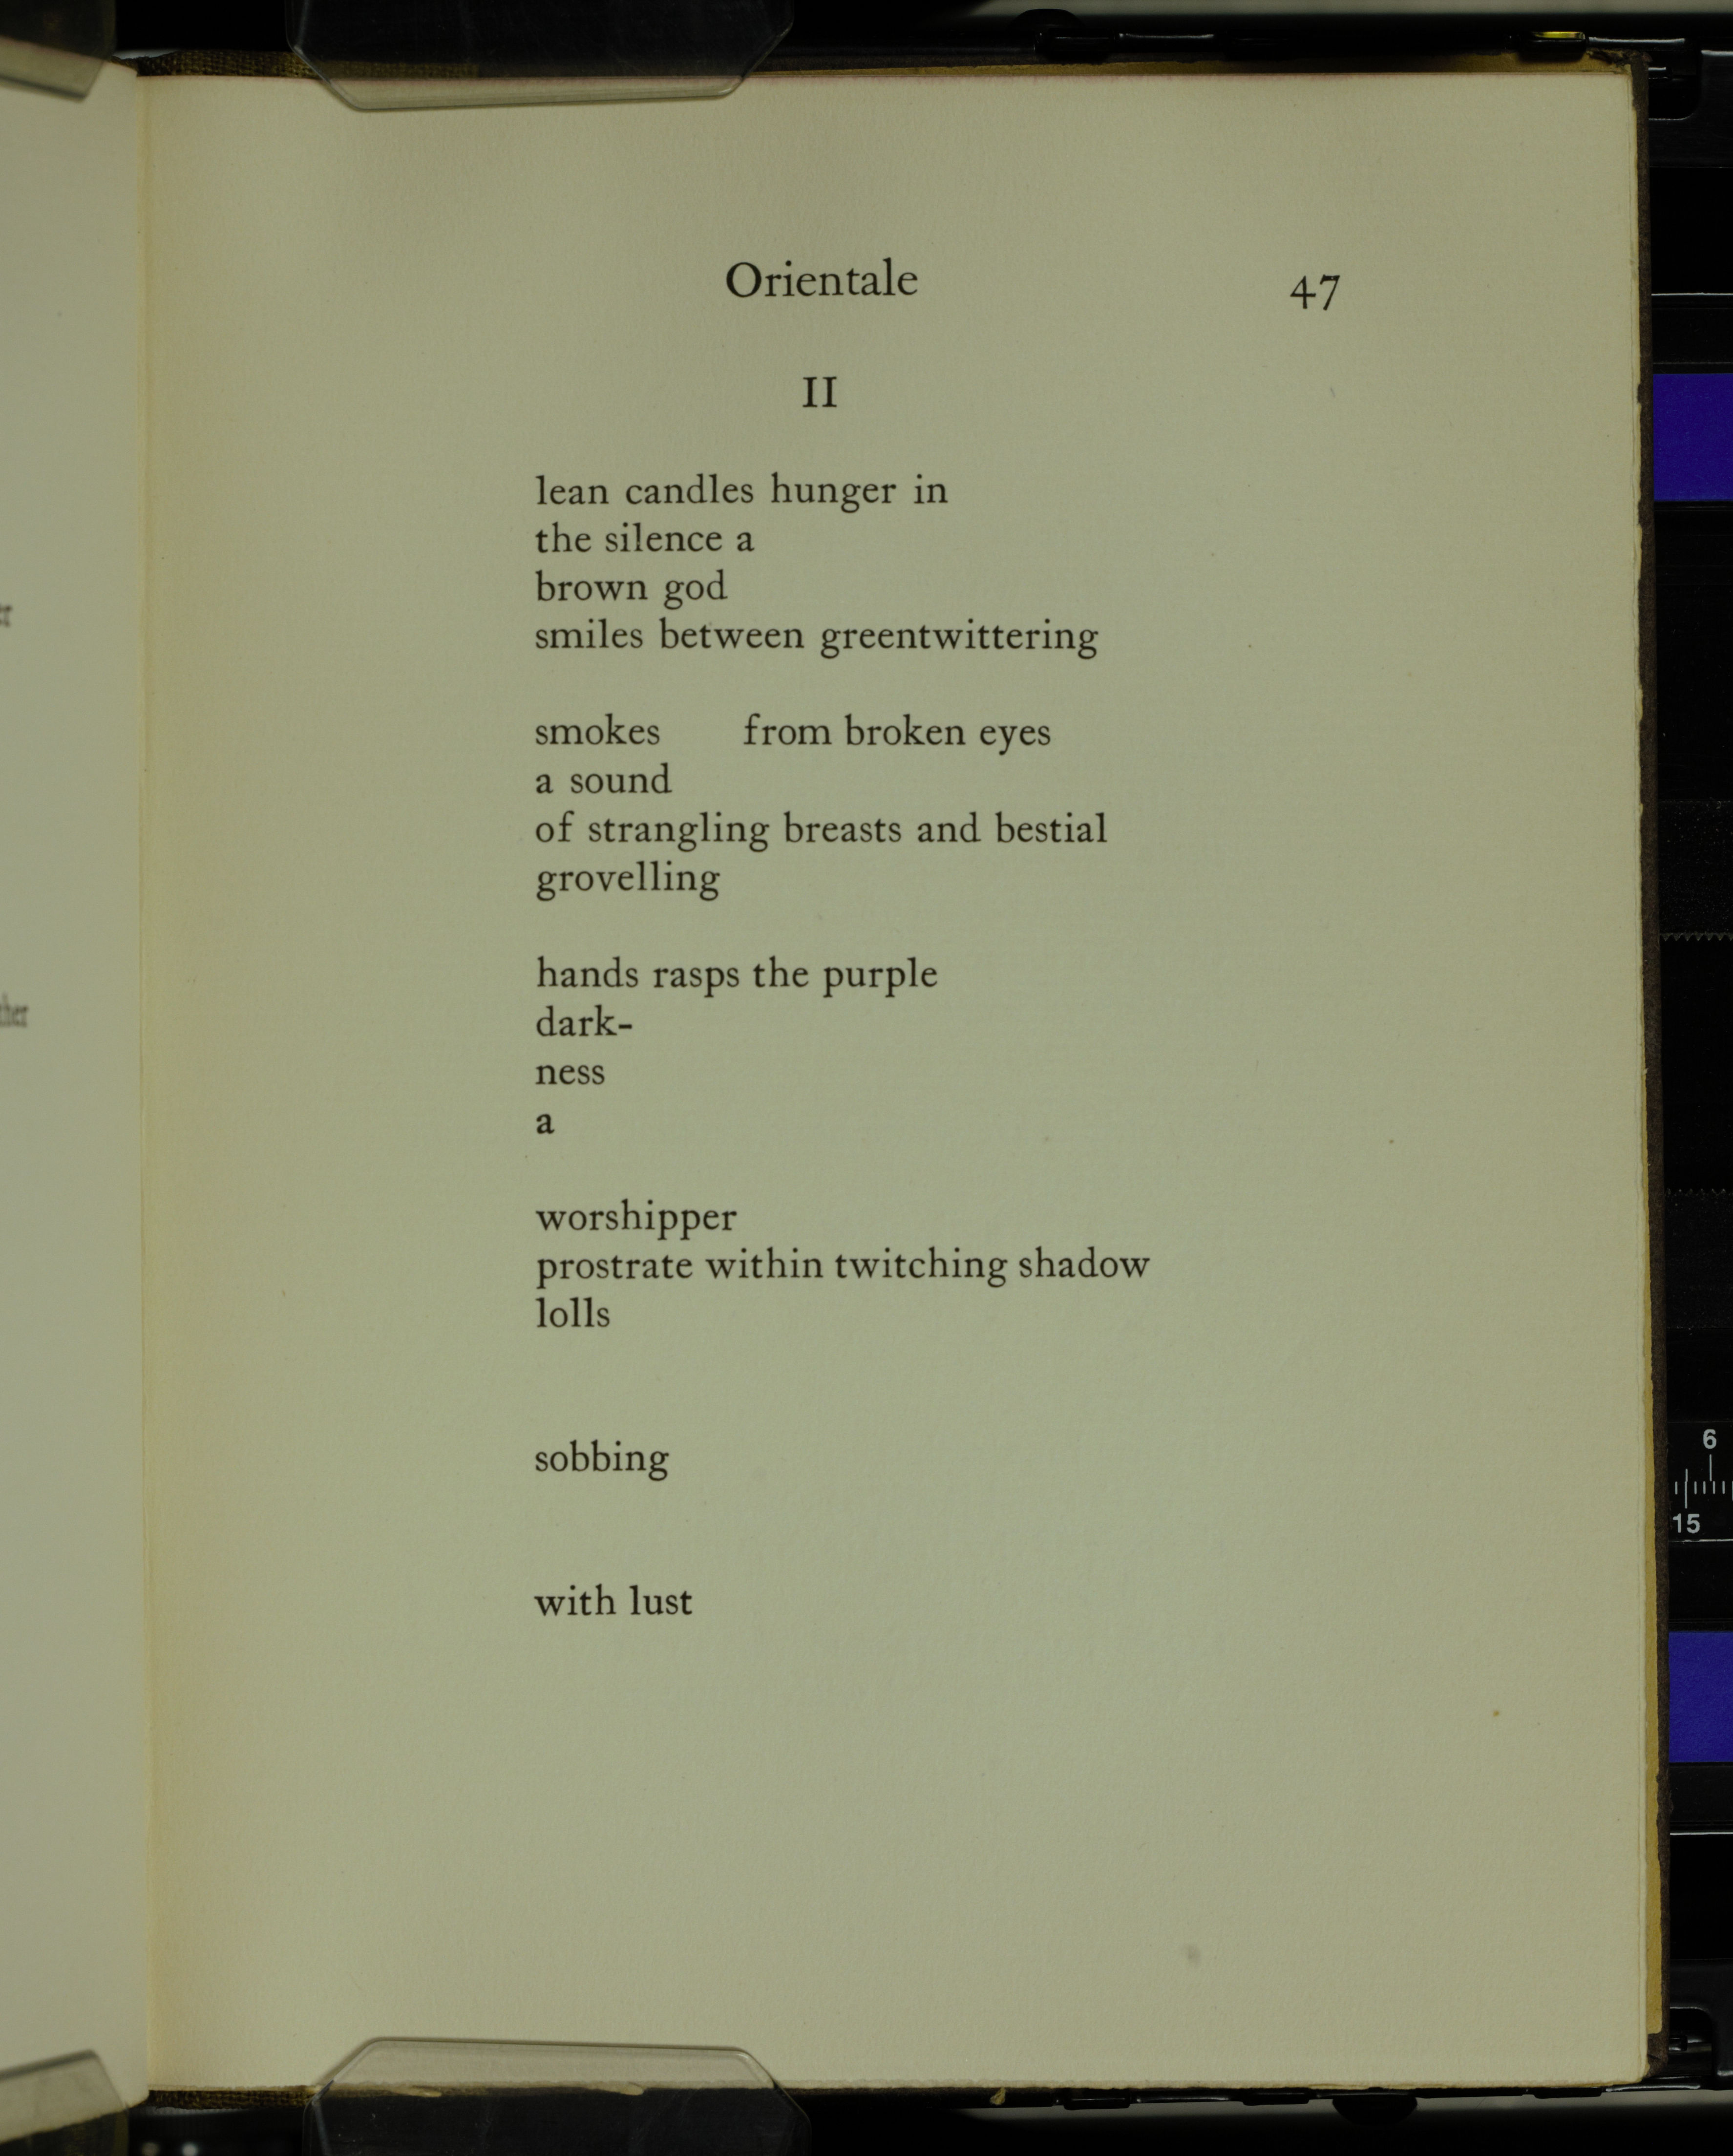 Orientale 47
II
lean candles hunger in
the silence a
brown god
smiles between greentwittering
smokes from broken eyes
a sound
of strangling breasts and bestial
grovelling
hands rasps the purple
dark-
ness
a
worshipper
prostrate within twitching shadow
lolls
sobbing
with lust
6
15